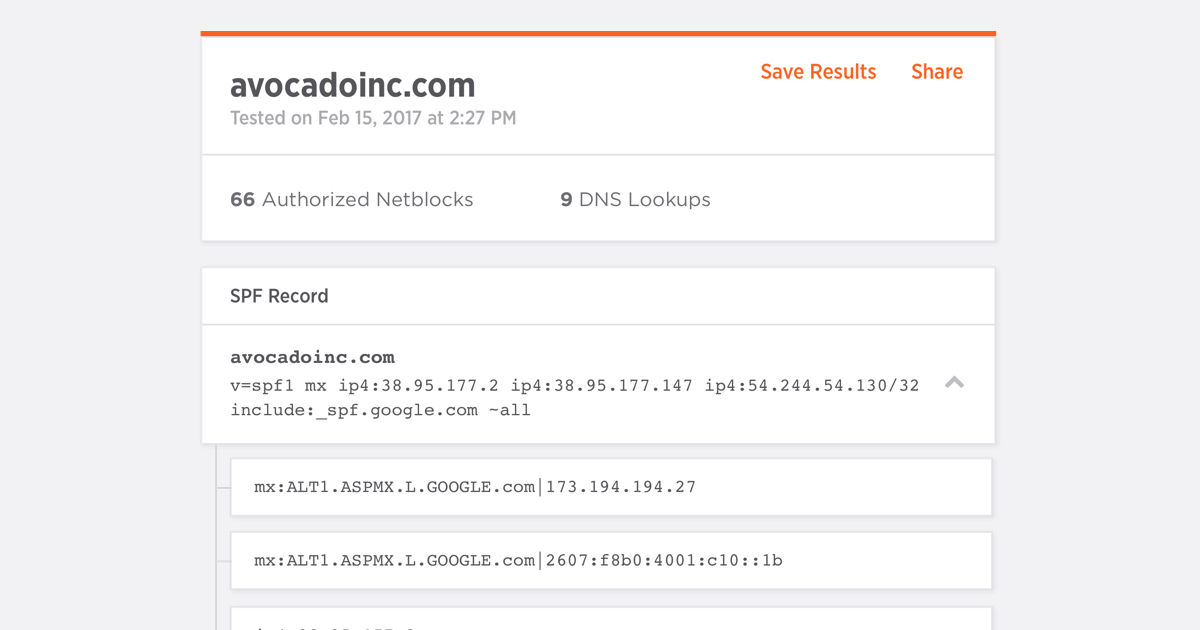 avocadoinc.com
Save Results
Share
Tested on Feb 15, 2017 at 2:27 PM
66 Authorized Netblocks
9 DNS Lookups
SPF Record
avocadoinc.com
v=spf1 mx ip4:38.95.177.2 ip4:38.95.177.147 ip4:54.244.54.130/32
include:_spf.google.com ~all
mx:ALT1.ASPMX.L.GOOGLE.com|173.194.194.27
mx:ALT1.ASPMX.L.GOOGLE.com|2607:f8b0:4001:c10::1b